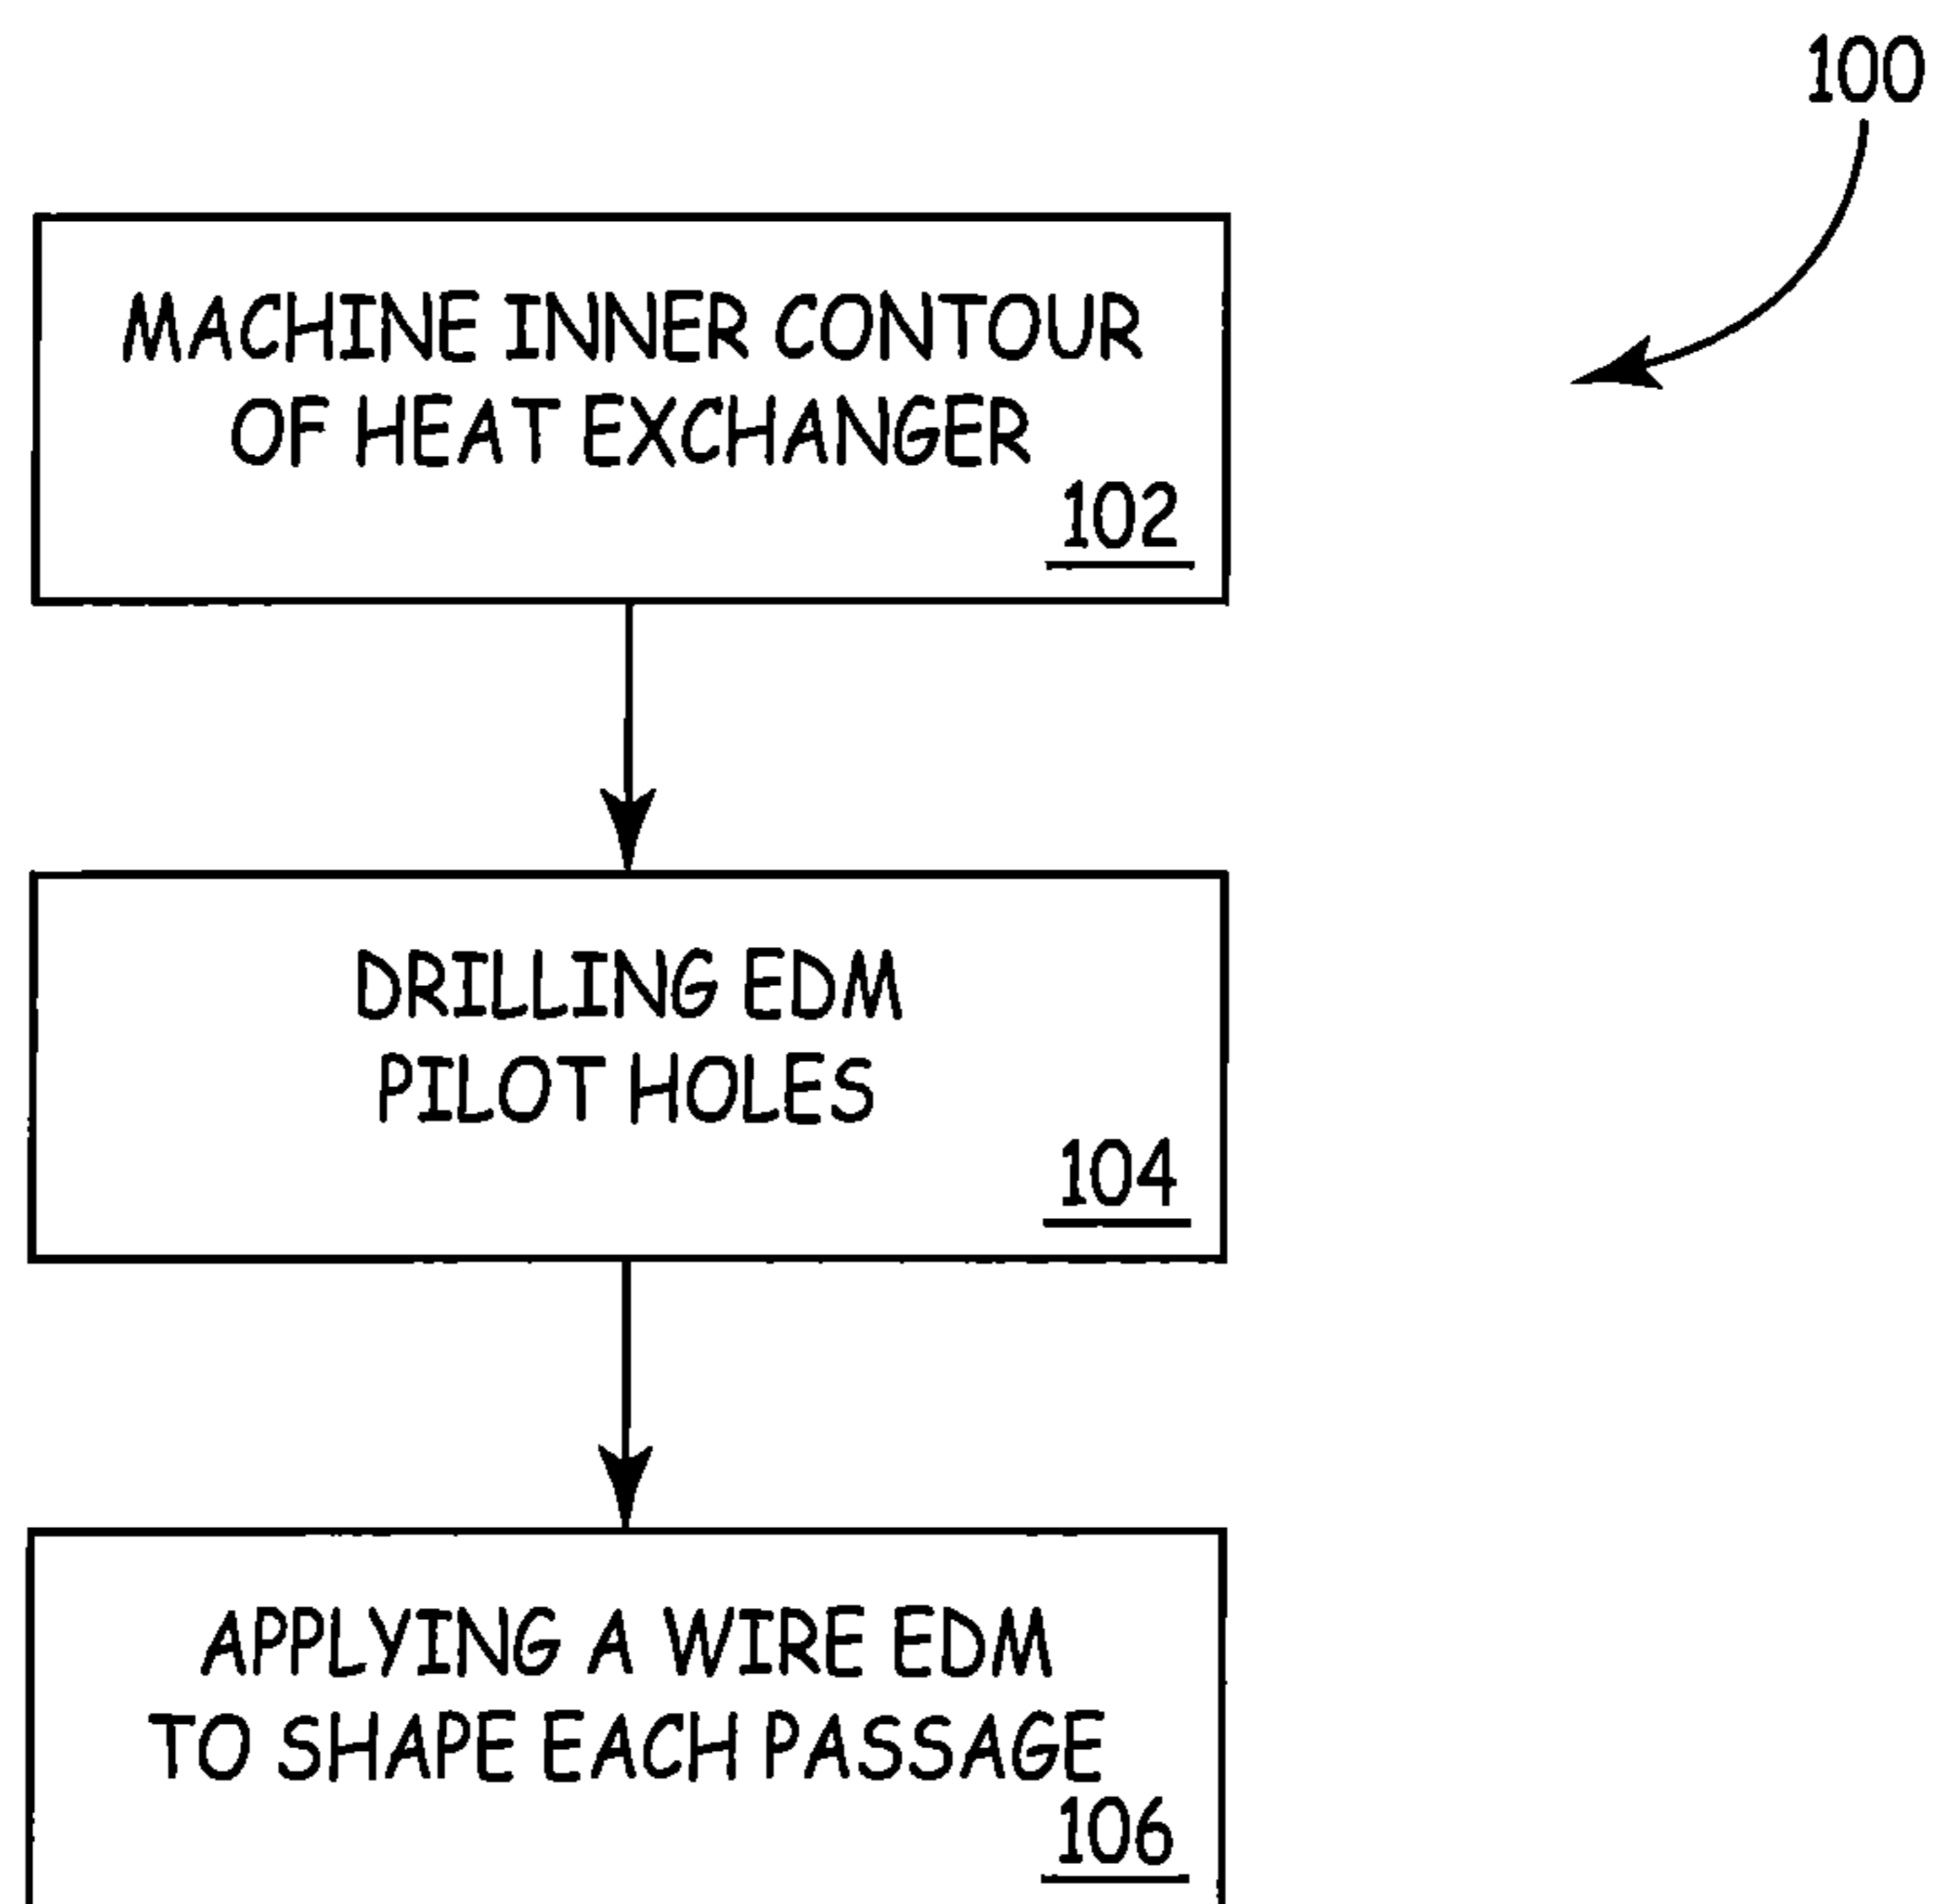 100
MACHINE INNER CONTOUR
OF HEAT EXCHANGER
102
DRILLING EDM
PILOT HOLES
104
APPLYING A WIRE EDM
TO SHAPE EACH PASSAGE
106